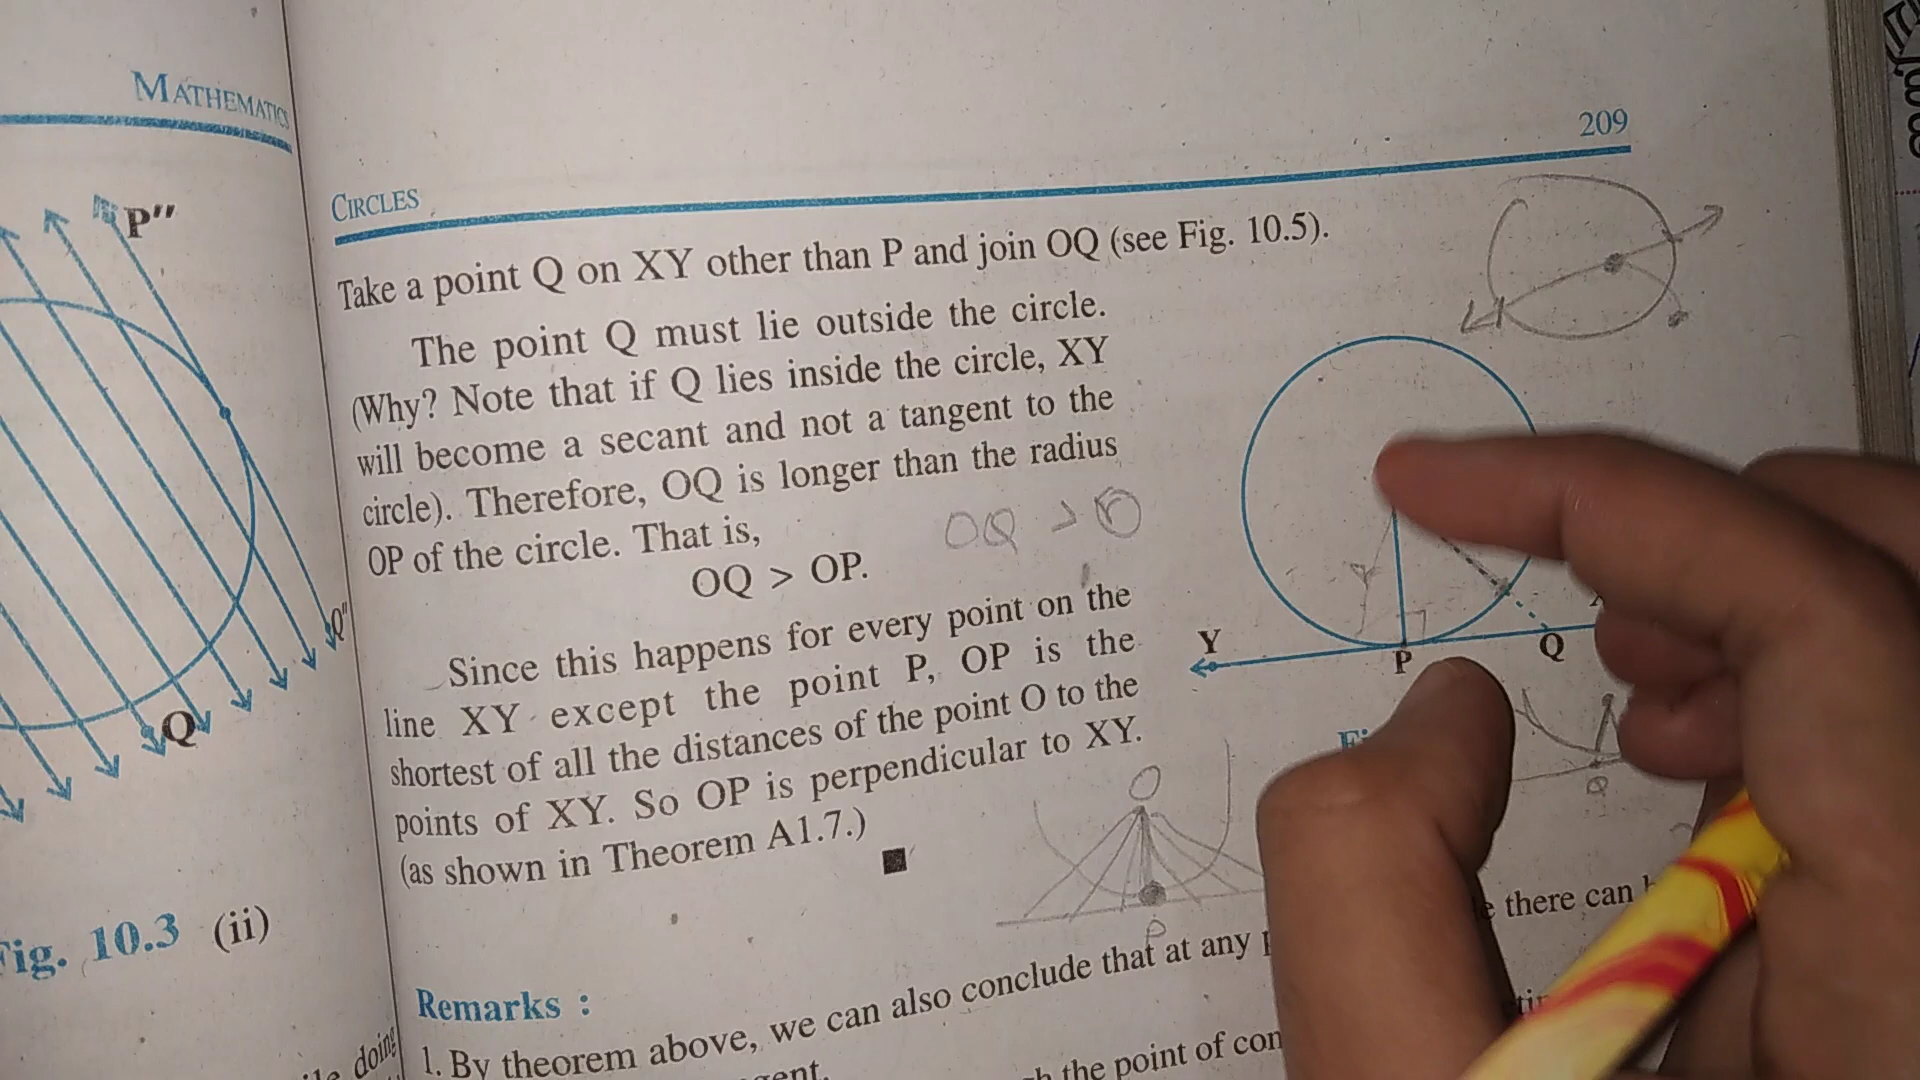 MATHEMATICS
P"
Q"
Q
Fig. 10.3 (ii)
doing
CIRCLES
209
Take a point Q on XY other than P and join OQ (see Fig. 10.5).
The point Q must lie outside the circle.
(Why? Note that if Q lies inside the circle, XY
will become a secant and not a tangent to the
circle). Therefore, OQ is longer than the radius
OP of the circle. That is,
OQ >
OQ > OP.
Since this happens for every point on the
line XY except the point P, OP is the
shortest of all the distances of the point O to the
points of XY. So OP is perpendicular to XY.
(as shown in Theorem A1.7.)
Y
P
Q
O
P
Q
Remarks :
1. By theorem above, we can also conclude that at any there can
the point of